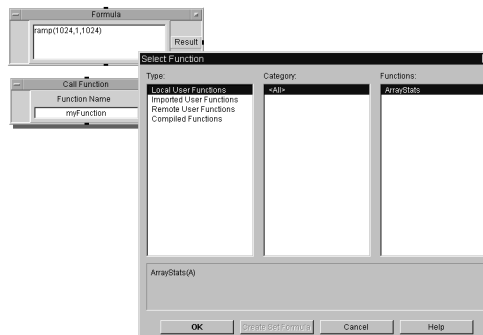 Formula
ramp(1024,1,1024)
Result
Call Function
Function Name
myFunction
Select Function
Type:
Local User Functions
Imported User Functions
Remote User Functions
Compiled Functions
Category:
<All>
Functions:
ArrayStats
ArrayStats(A)
OK
Create Set Formula
Cancel
Help